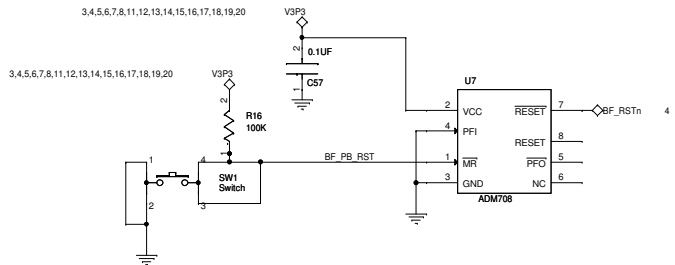 3,4,5,6,7,8,11,12,13,14,15,16,17,18,19,20
V3P3
2
0.1UF
C57
1
3,4,5,6,7,8,11,12,13,14,15,16,17,18,19,20
V3P3
2
R16
100K
1
U7
2
VCC
RESET
7
BF_RSTn
4
4
PFI
RESET
8
BF_PB_RST
1
MR
PFO
5
3
GND
NC
6
ADM708
1
4
SW1
Switch
2
3